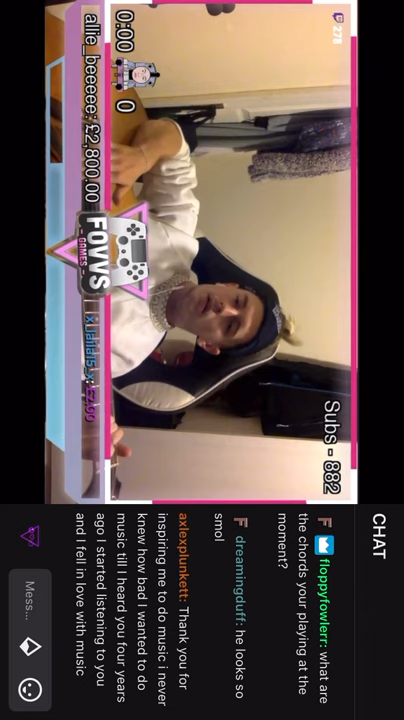 278
Subs - 882
0:00
0
allie_beeeee: £2,800.00
FOVVS
- GAMES -
CHAT
floppyfowlerr: what are
the chords your playing at the
moment?
dreamingduff: he looks so
smol
axlexplunkett: Thank you for
inspiring me to do music i never
knew how bad I wanted to do
music till I heard you four years
ago I started listening to you
and i fell in love with music
Mess...